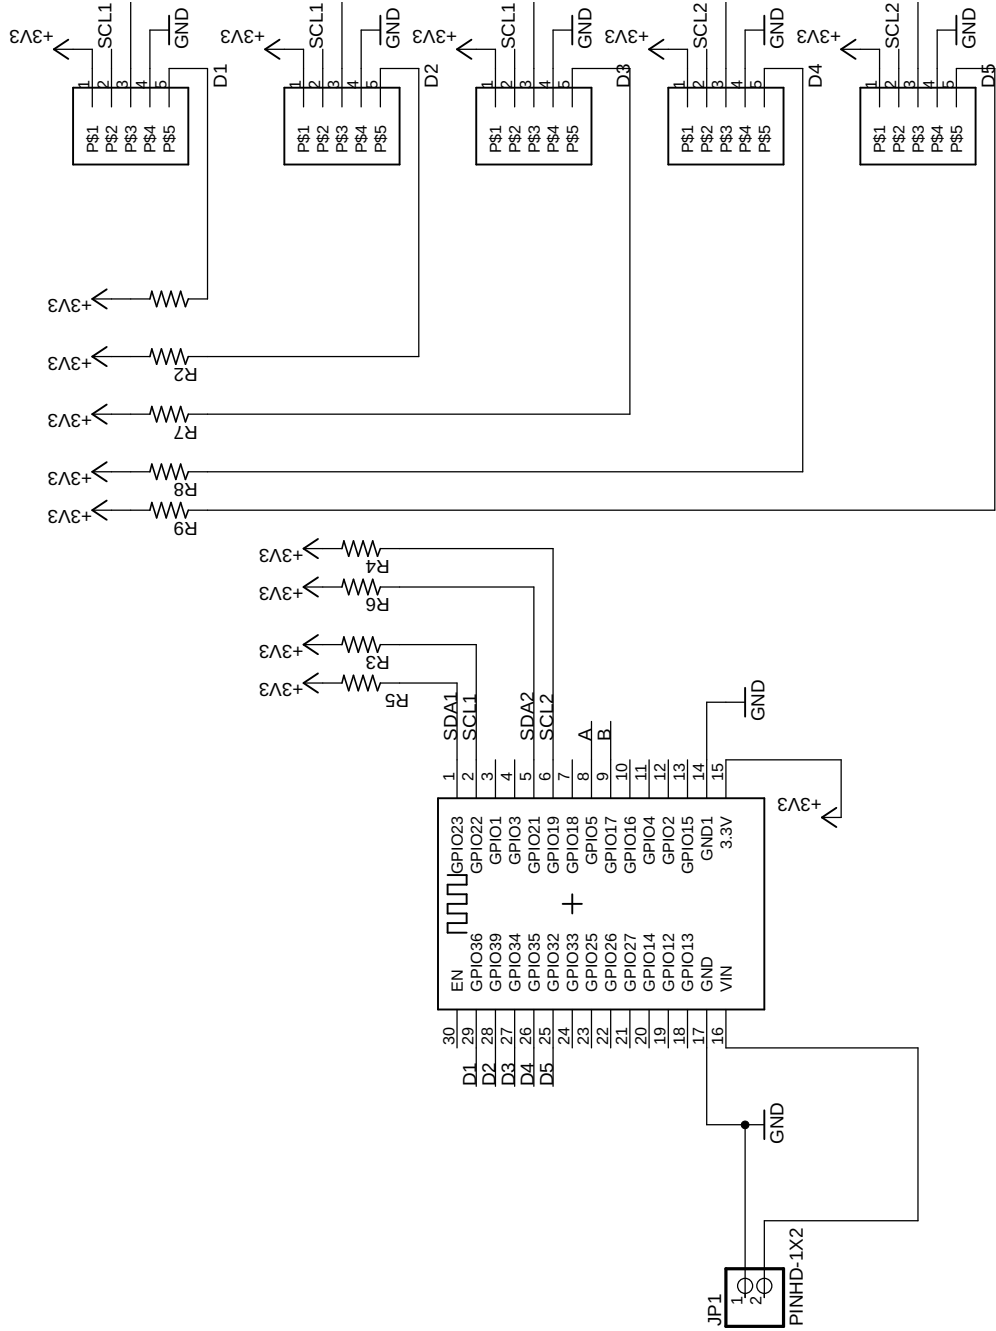 +3V3
SCL1
GND
+3V3
SCL1
GND
+3V3
SCL1
GND
+3V3
SCL2
GND
+3V3
SCL2
GND
1
2
3
4
5
D1
1
2
3
4
5
D2
1
2
3
4
5
D3
1
2
3
4
5
D4
1
2
3
4
5
D5
P$1
P$2
P$3
P$4
P$5
P$1
P$2
P$3
P$4
P$5
P$1
P$2
P$3
P$4
P$5
P$1
P$2
P$3
P$4
P$5
P$1
P$2
P$3
P$4
P$5
+3V3
+3V3
R2
+3V3
R7
+3V3
R8
+3V3
R9
+3V3
R4
+3V3
R6
+3V3
R3
+3V3
R5
SDA1
SCL1
SDA2
SCL2
A
B
GND
1
2
3
4
5
6
7
8
9
10
11
12
13
14
15
+3V3
GPIO23
GPIO22
GPIO1
GPIO3
GPIO21
GPIO19
GPIO18
GPIO5
GPIO17
GPIO16
GPIO4
GPIO2
GPIO15
GND1
3.3V
EN
GPIO36
GPIO39
GPIO34
GPIO35
GPIO32
GPIO33
GPIO25
GPIO26
GPIO27
GPIO14
GPIO12
GPIO13
GND
VIN
30
29
28
27
26
25
24
23
22
21
20
19
18
17
16
D1
D2
D3
D4
D5
GND
JP1
1
2
PINHD-1X2